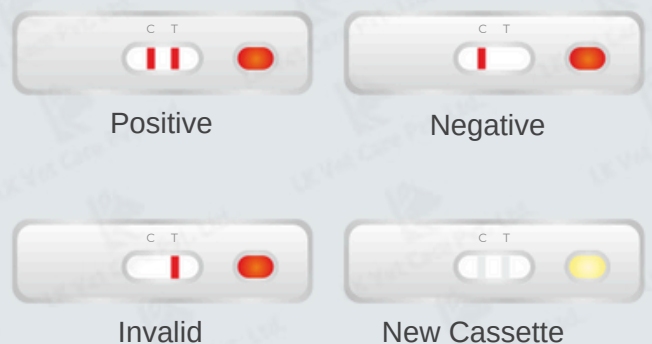 C T
C T
Positive
Negative
C T
C T
Invalid
New Cassette